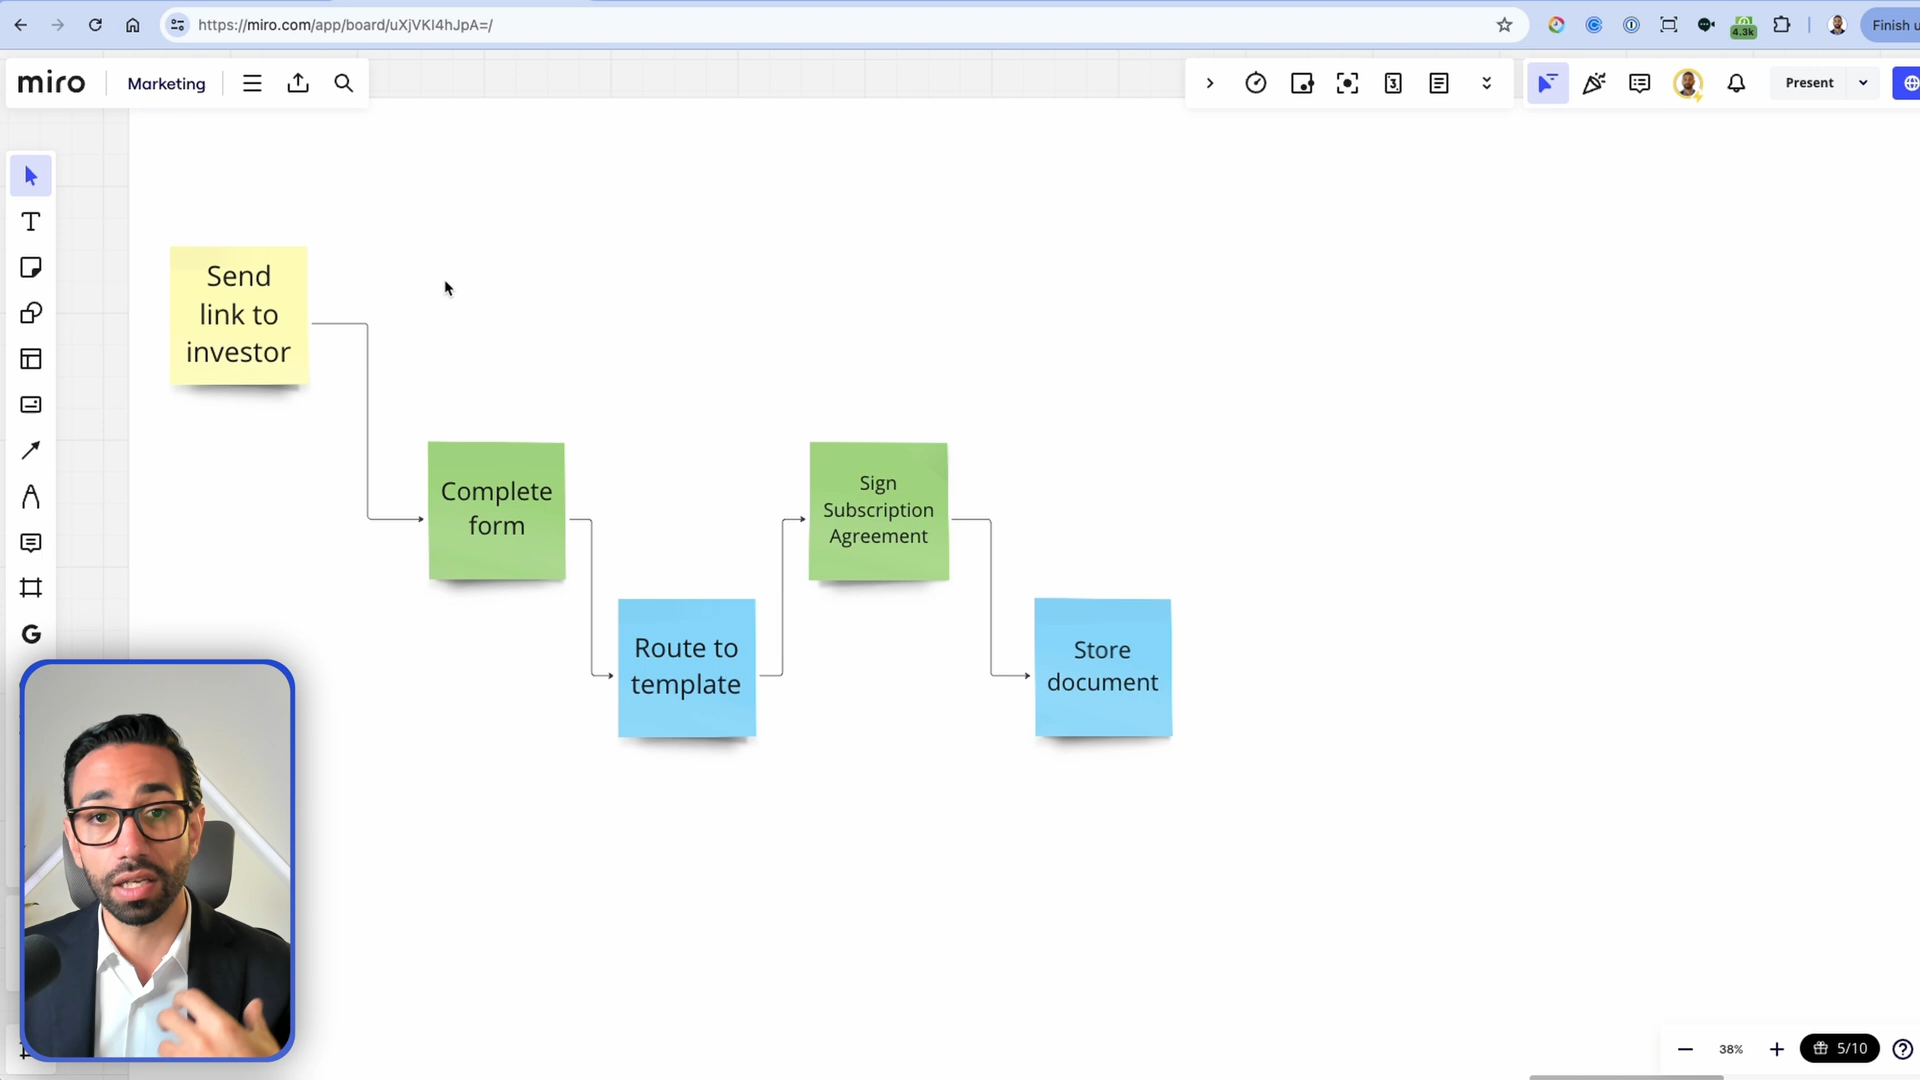 https://miro.com/app/board/uXjVKI4hJpA=/
4.3k
Finish u
miro
Marketing
3
Present
Send
link to
investor
Complete
form
Sign
Subscription
Agreement
Route to
template
Store
document
38%
5/10